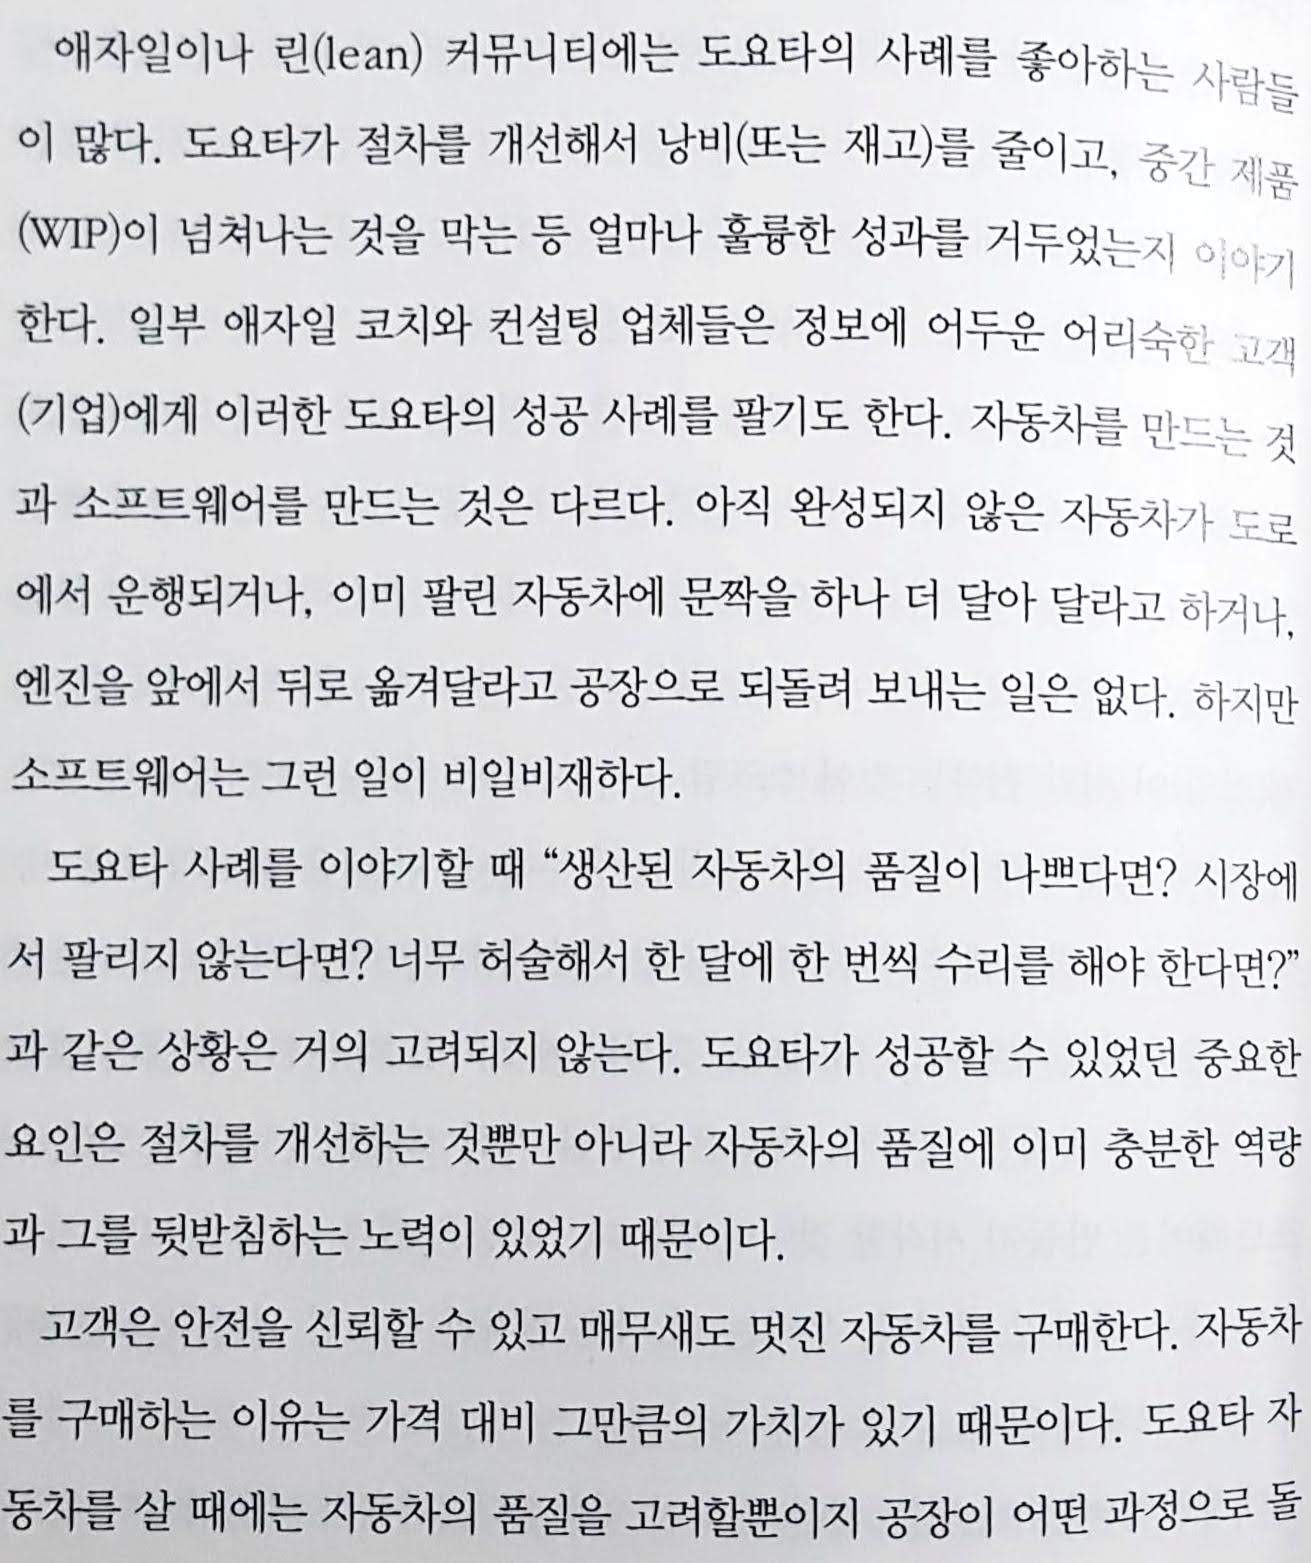 애자일이나 린(lean) 커뮤니티에는 도요타의 사례를 좋아하는 사람들
이 많다. 도요타가 절차를 개선해서 낭비(또는 재고)를 줄이고, 중간 제품
(WIP)이 넘쳐나는 것을 막는 등 얼마나 훌륭한 성과를 거두었는지 이야기
한다. 일부 애자일 코치와 컨설팅 업체들은 정보에 어두운 어리숙한 고객
(기업)에게 이러한 도요타의 성공 사례를 팔기도 한다. 자동차를 만드는 것
과 소프트웨어를 만드는 것은 다르다. 아직 완성되지 않은 자동차가 도로
에서 운행되거나, 이미 팔린 자동차에 문짝을 하나 더 달아 달라고 하거나,
엔진을 앞에서 뒤로 옮겨달라고 공장으로 되돌려 보내는 일은 없다. 하지만
소프트웨어는 그런 일이 비일비재하다.
도요타 사례를 이야기할 때 “생산된 자동차의 품질이 나쁘다면? 시장에
서 팔리지 않는다면? 너무 허술해서 한 달에 한 번씩 수리를 해야 한다면?”
과 같은 상황은 거의 고려되지 않는다. 도요타가 성공할 수 있었던 중요한
요인은 절차를 개선하는 것뿐만 아니라 자동차의 품질에 이미 충분한 역량
과 그를 뒷받침하는 노력이 있었기 때문이다.
고객은 안전을 신뢰할 수 있고 매무새도 멋진 자동차를 구매한다. 자동차
를 구매하는 이유는 가격 대비 그만큼의 가치가 있기 때문이다. 도요타 자
동차를 살 때에는 자동차의 품질을 고려할뿐이지 공장이 어떤 과정으로 돌